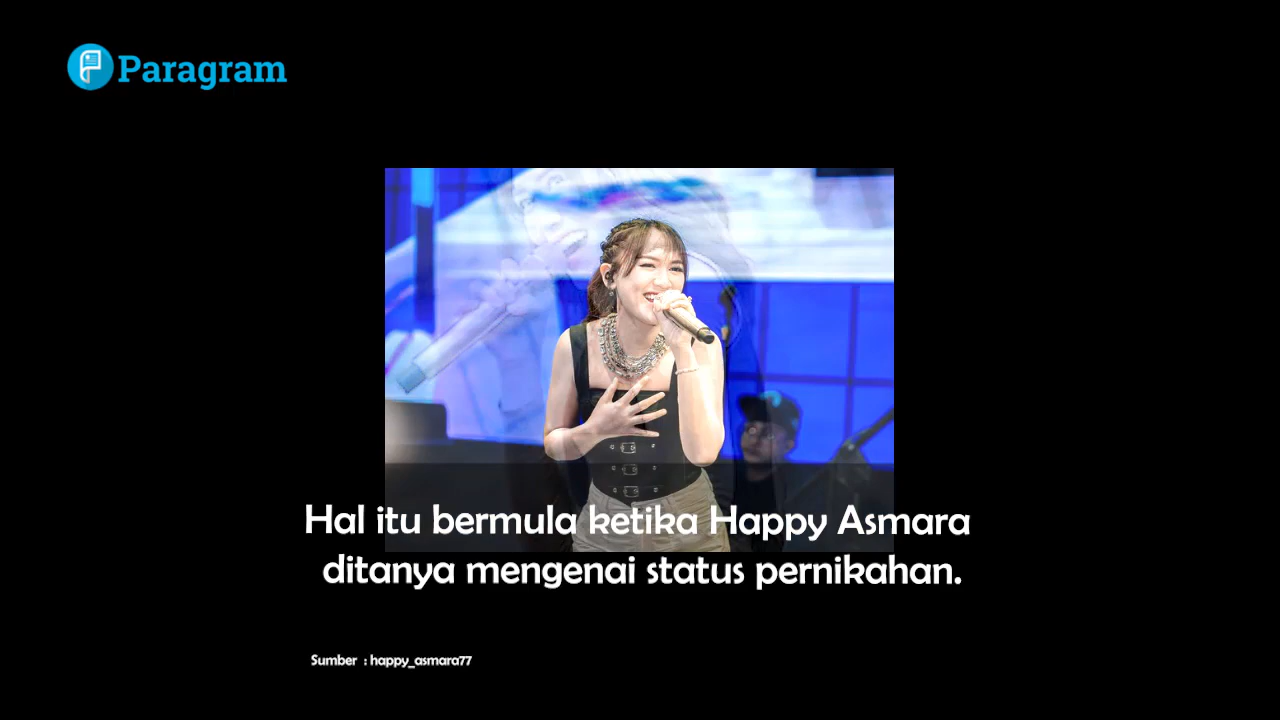 Paragram
Hal itu bermula ketika Happy Asmara
ditanya mengenai status pernikahan.
Sumber : happy_asmara77